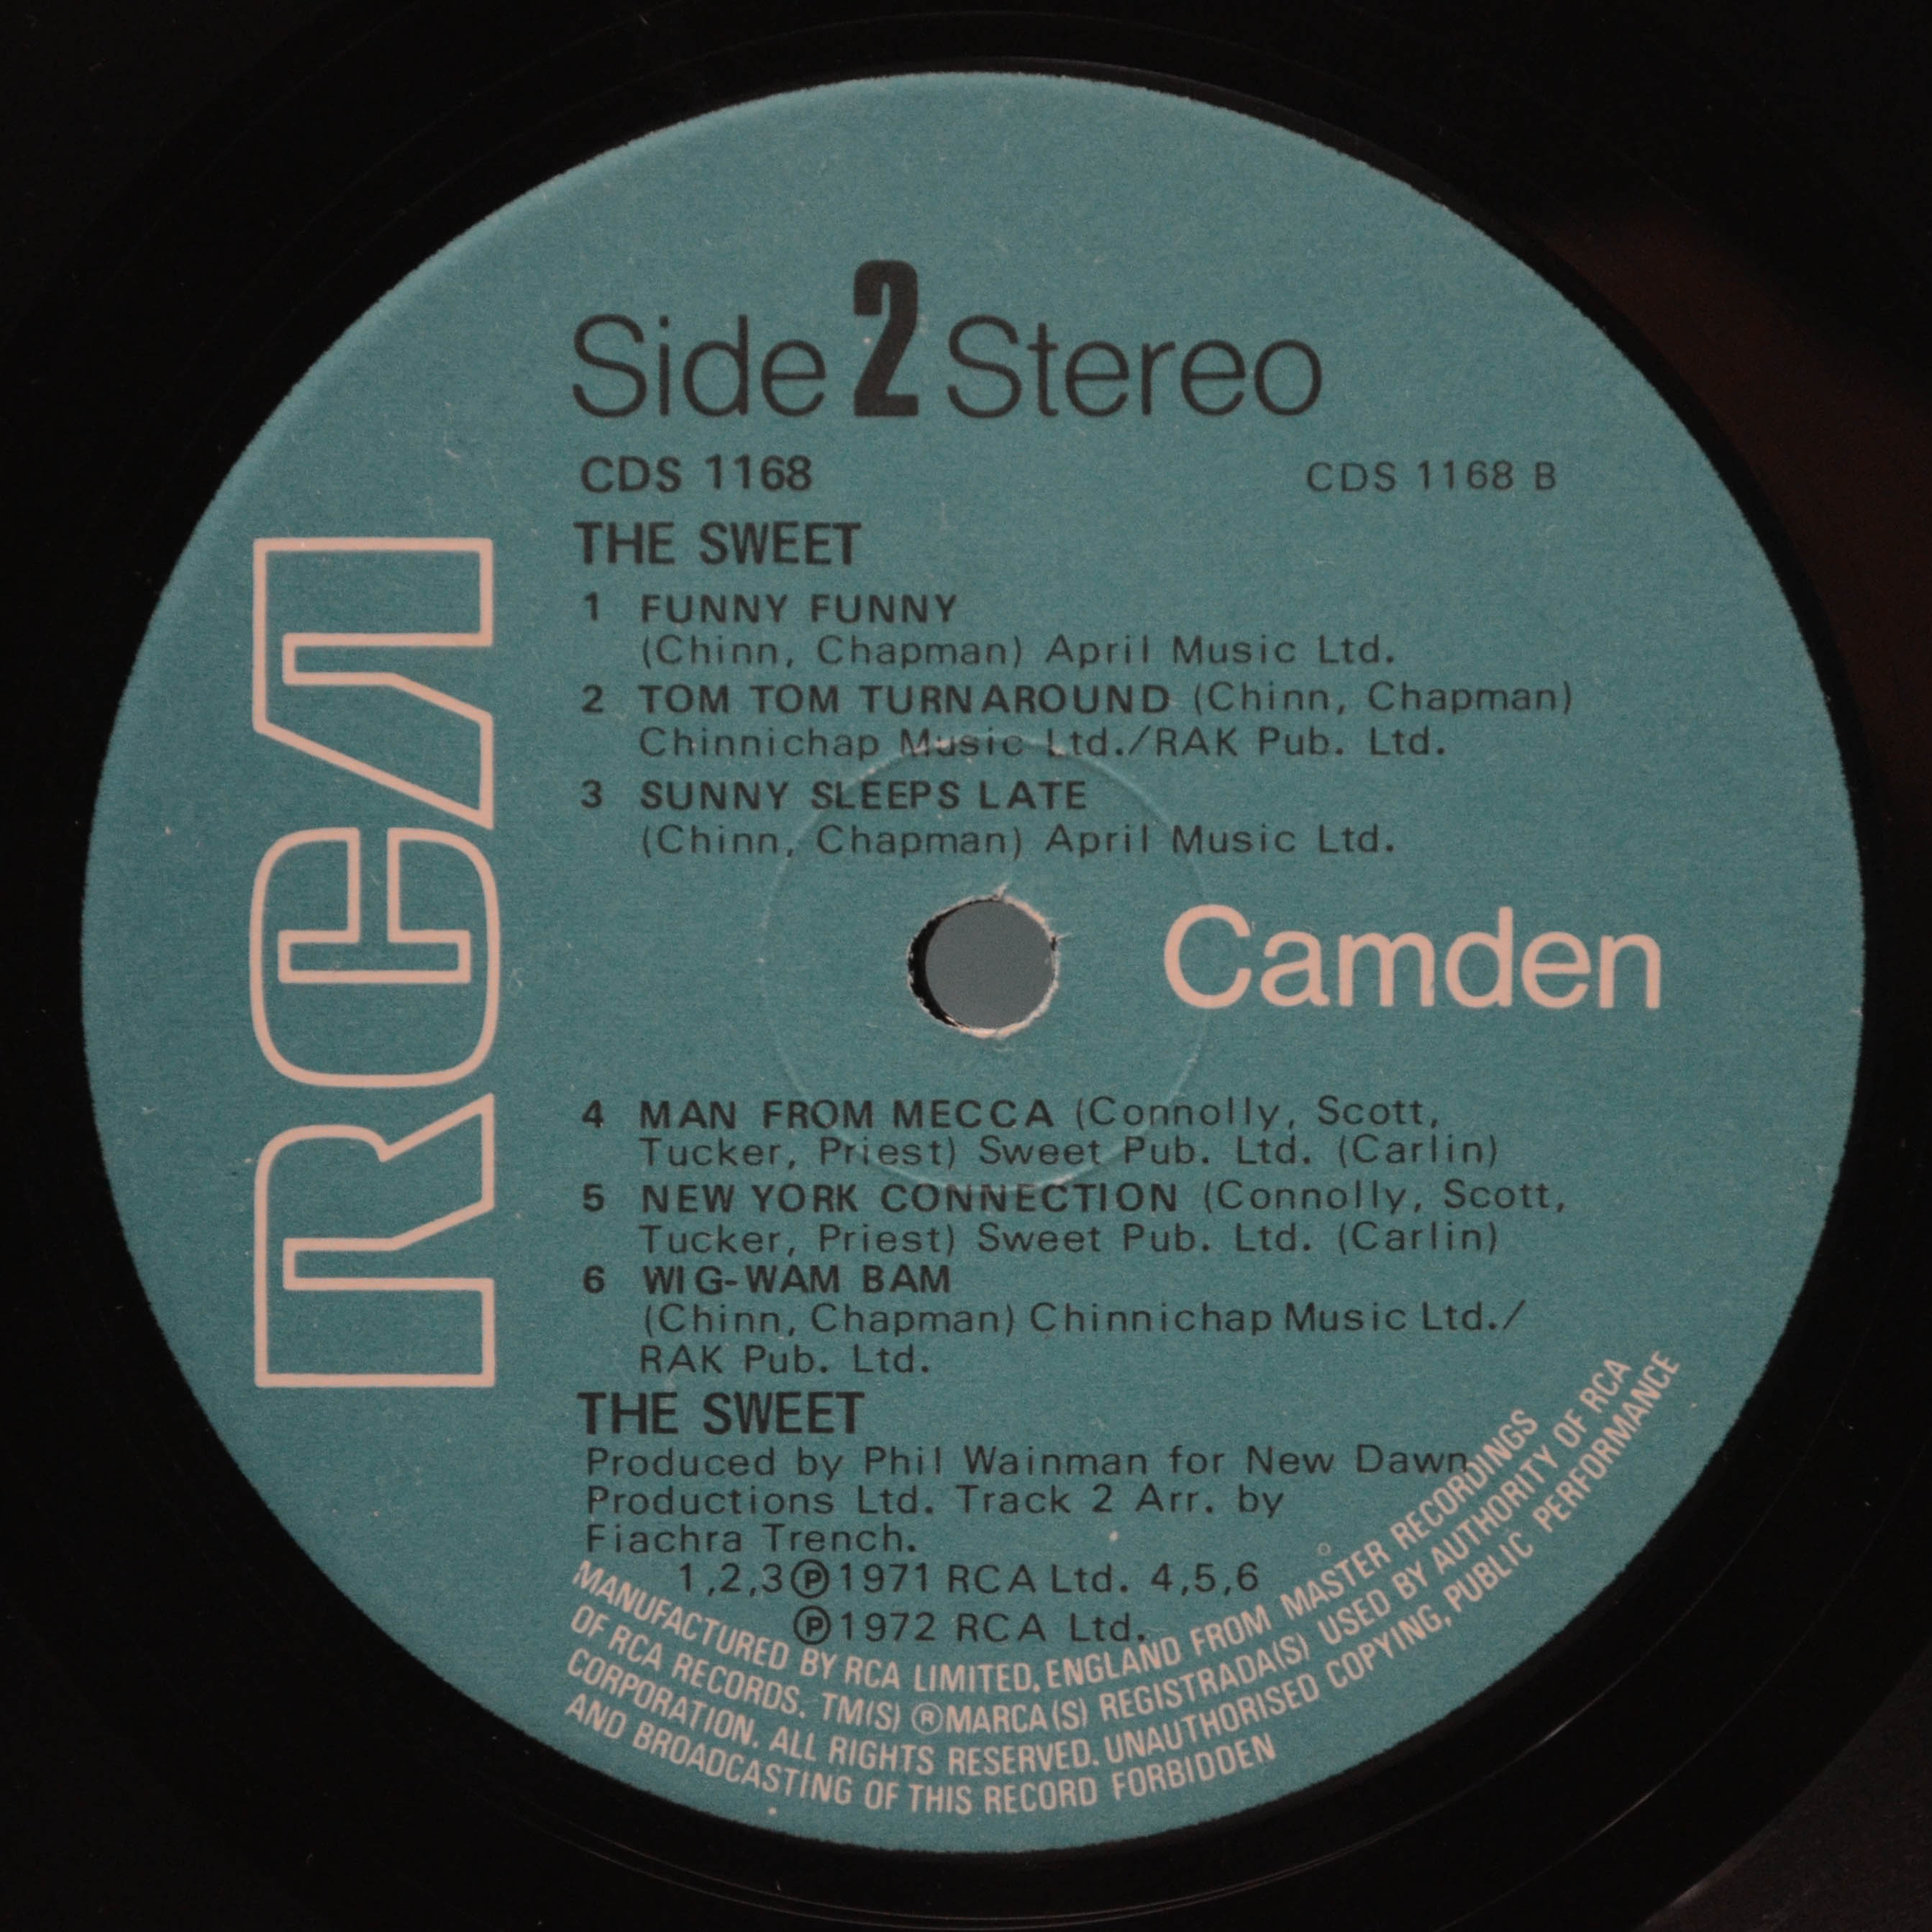 Side 2 Stereo
CDS 1168 CDS 1168 B
THE SWEET
1 FUNNY FUNNY
(Chinn, Chapman) April Music Ltd.
2 TOM TOM TURNAROUND (Chinn, Chapman)
Chinnichap Music Ltd./RAK Pub. Ltd.
3 SUNNY SLEEPS LATE
(Chinn, Chapman) April Music Ltd.
RCA
Camden
4 MAN FROM MECCA (Connolly, Scott,
Tucker, Priest) Sweet Pub. Ltd. (Carlin)
5 NEW YORK CONNECTION (Connolly, Scott,
Tucker, Priest) Sweet Pub. Ltd. (Carlin)
6 WIG-WAM BAM
(Chinn, Chapman) Chinnichap Music Ltd./
RAK Pub. Ltd.
THE SWEET
Produced by Phil Wainman for New Dawn
Productions Ltd. Track 2 Arr. by
Fiachra Trench.
1,2,3 ℗ 1971 RCA Ltd. 4,5,6
℗ 1972 RCA Ltd.
MANUFACTURED BY RCA LIMITED, ENGLAND FROM MASTER RECORDINGS
OF RCA RECORDS. TM(S) ® MARCA(S) REGISTRADA(S) USED BY AUTHORITY OF RCA
CORPORATION. ALL RIGHTS RESERVED. UNAUTHORISED COPYING, PUBLIC PERFORMANCE
AND BROADCASTING OF THIS RECORD FORBIDDEN